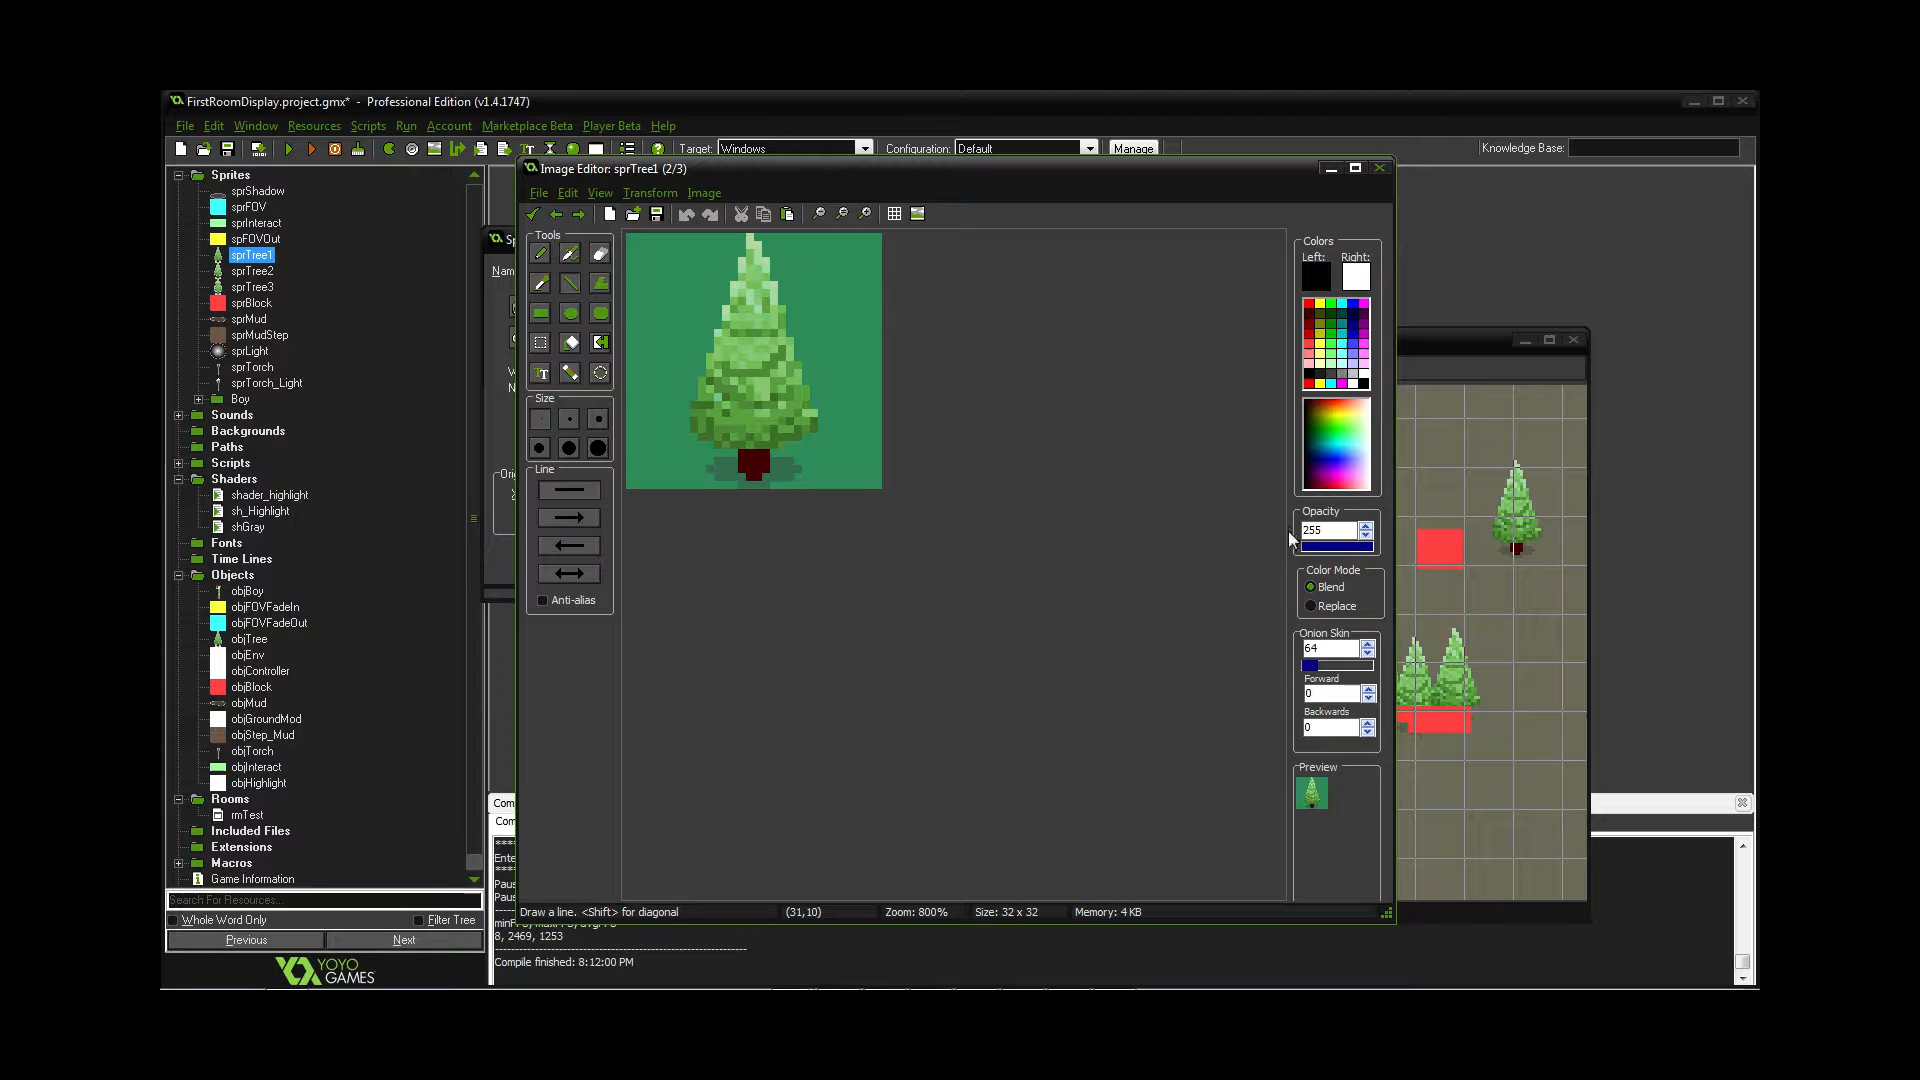 FirstRoomDisplay.project.gmx* - Professional Edition (v1.4.1747)
File Edit Window Resources Scripts Run Account Marketplace Beta Player Beta Help
Target: Windows Configuration: Default Manage Knowledge Base:
Image Editor: sprTree1 (2/3)
File Edit View Transform Image
Sprites
sprShadow
sprFOV
sprInteract
spFOVOut
sprTree1
sprTree2
sprTree3
sprBlock
sprMud
sprMudStep
sprLight
sprTorch
sprTorch_Light
Boy
Sounds
Backgrounds
Paths
Scripts
Shaders
shader_highlight
sh_Highlight
shGray
Fonts
Time Lines
Objects
objBoy
objFOVFadeIn
objFOVFadeOut
objTree
objEnv
objController
objBlock
objMud
objGroundMod
objStep_Mud
objTorch
objInteract
objHighlight
Rooms
rmTest
Included Files
Extensions
Macros
Game Information
Search For Resources...
Whole Word Only Filter Tree
Previous Next
YOYO
GAMES
Tools
TT
Size
Line
Anti-alias
Colors
Left: Right:
Opacity
255
Color Mode
Blend
Replace
Onion Skin
64
Forward
0
Backwards
0
Preview
Draw a line. <Shift> for diagonal (31,10) Zoom: 800% Size: 32 x 32 Memory: 4 KB
8, 2469, 1253
Compile finished: 8:12:00 PM